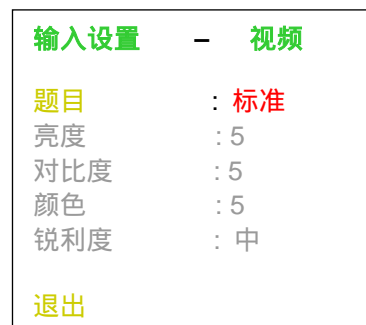 输入设置 – 视频
题目 : 标准
亮度 : 5
对比度 : 5
颜色 : 5
锐利度 : 中
退出